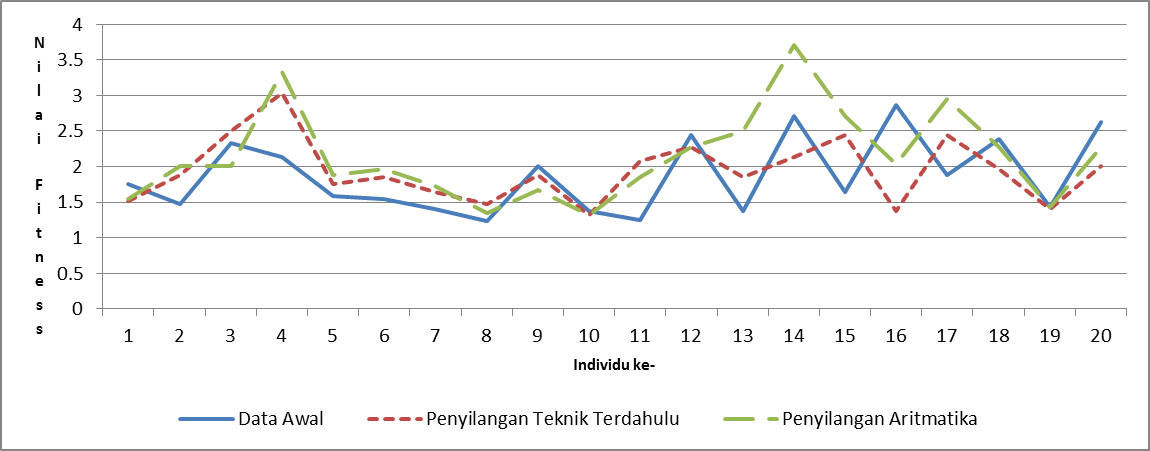 4
3.5
3
2.5
2
1.5
1
0.5
0
Nilai Fitness
1 2 3 4 5 6 7 8 9 10 11 12 13 14 15 16 17 18 19 20
Individu ke-
Data Awal Penyilangan Teknik Terdahulu Penyilangan Aritmatika